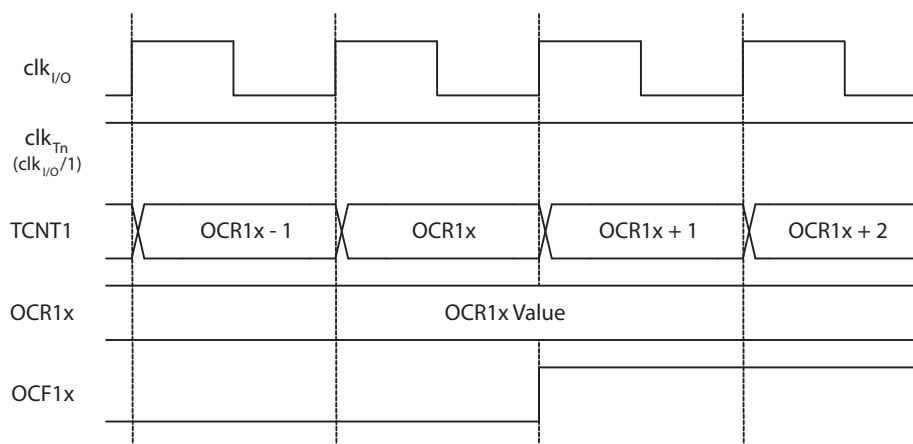 clkI/O
clkTn
(clkI/O/1)
TCNT1 OCR1x - 1 OCR1x OCR1x + 1 OCR1x + 2
OCR1x OCR1x Value
OCF1x